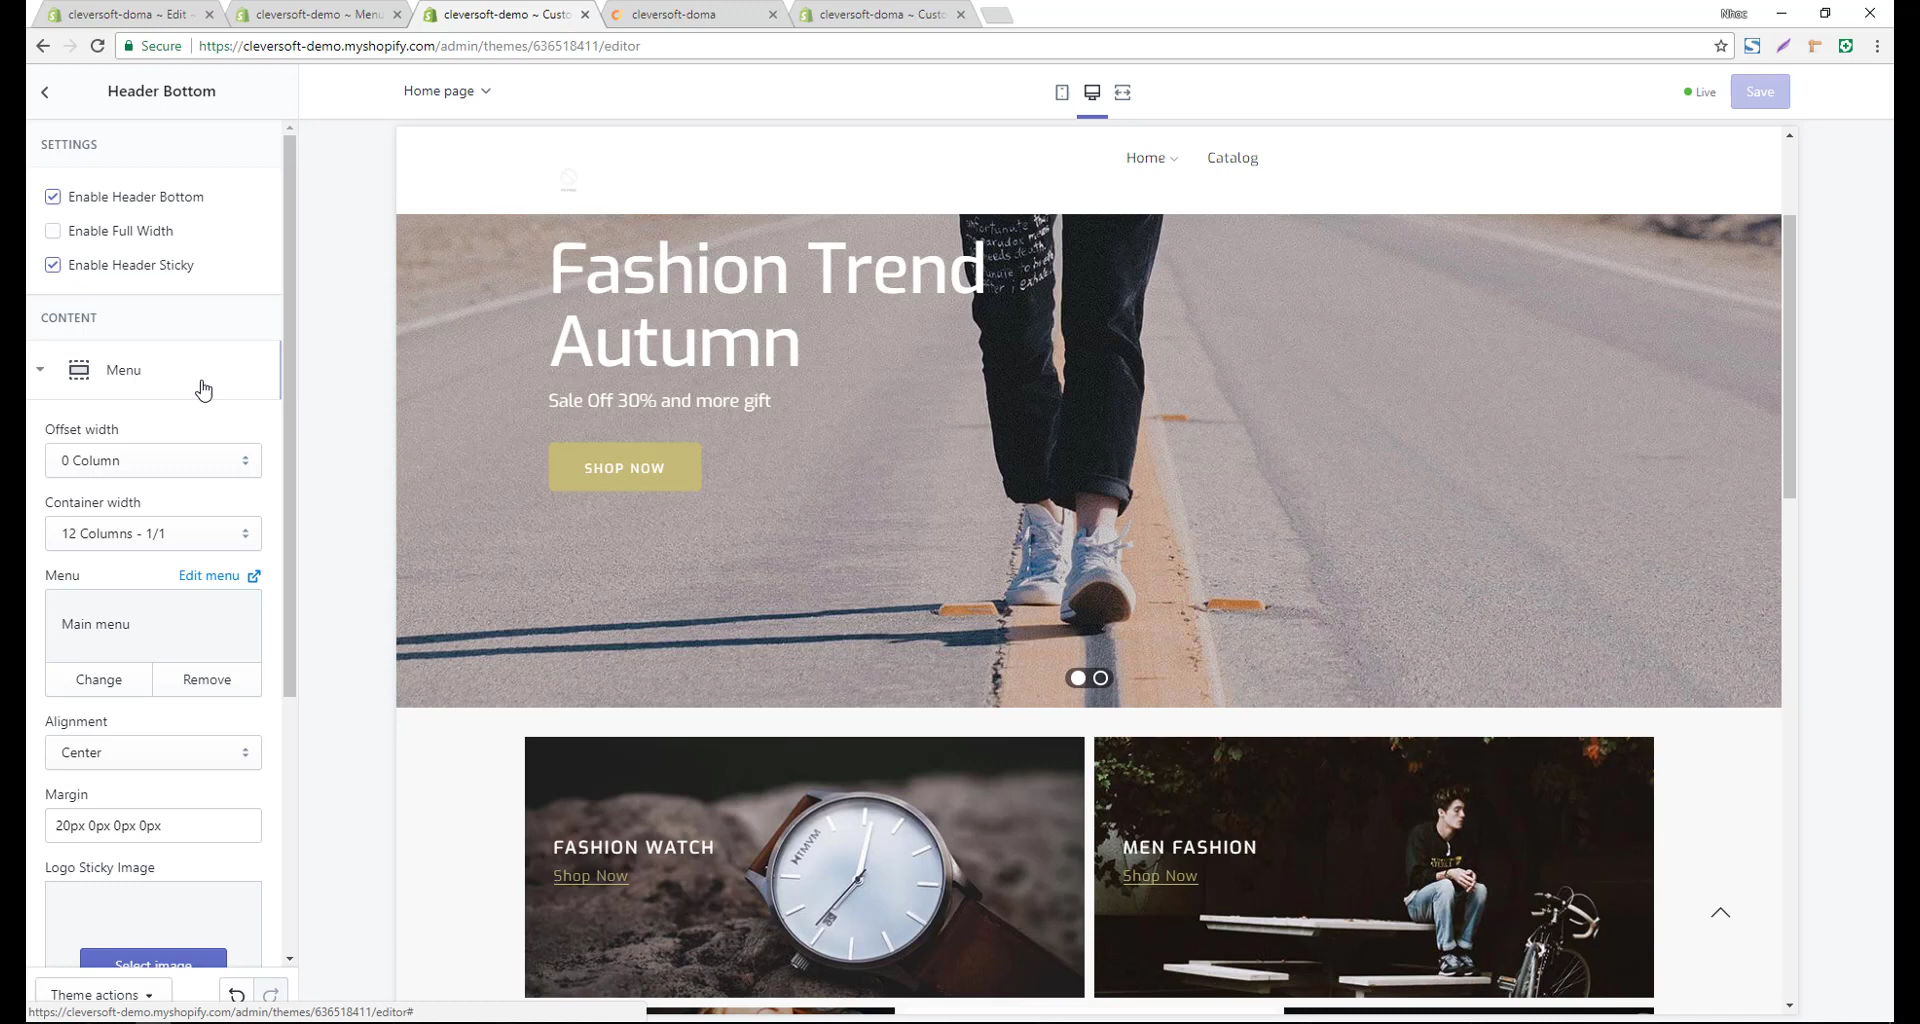 cleversoft-doma ~ Edit ~
cleversoft-demo ~ Menu
cleversoft-demo ~ Custo
cleversoft-doma
cleversoft-doma ~ Custo
Nhoc
Secure
https://cleversoft-demo.myshopify.com/admin/themes/636518411/editor
Header Bottom
Home page
Live
Save
SETTINGS
Enable Header Bottom
Enable Full Width
Enable Header Sticky
CONTENT
Menu
Offset width
0 Column
Container width
12 Columns - 1/1
Menu
Edit menu
Main menu
Change
Remove
Alignment
Center
Margin
20px 0px 0px 0px
Logo Sticky Image
Select image
Theme actions
https://cleversoft-demo.myshopify.com/admin/themes/636518411/editor#
Home
Catalog
Fashion Trend
Autumn
Sale Off 30% and more gift
SHOP NOW
FASHION WATCH
Shop Now
MTMVM
MEN FASHION
Shop Now